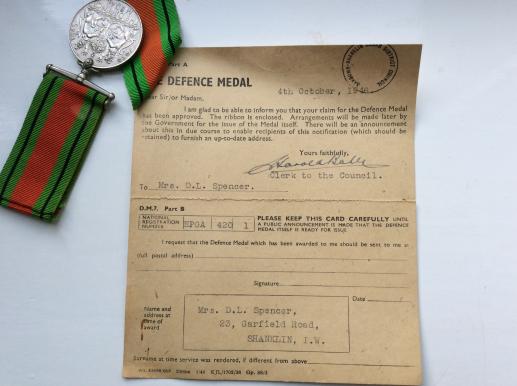 Part A
E DEFENCE MEDAL
4th October, 1948.
SANDOWN-SHANKLIN URBAN DISTRICT COUNCIL
ear Sir/or Madam,
I am glad to be able to inform you that your claim for the Defence Medal
has been approved. The ribbon is enclosed. Arrangements will be made later by
the Government for the issue of the Medal itself. There will be an announcement
about this in due course to enable recipients of this notification (which should be
retained) to furnish an up-to-date address.
Yours faithfully,
Clerk to the Council.
To Mrs. D.L. Spencer.
D.M.7. Part B
NATIONAL REGISTRATION NUMBER EPGA 420 1
PLEASE KEEP THIS CARD CAREFULLY UNTIL
A PUBLIC ANNOUNCEMENT IS MADE THAT THE DEFENCE
MEDAL ITSELF IS READY FOR ISSUE.
I request that the Defence Medal which has been awarded to me should be sent to me at
(full postal address)
Signature
Date
Name and
address at
time of
award
Mrs. D.L. Spencer,
23, Garfield Road,
SHANKLIN, I.W.
Surname at time service was rendered, if different from above